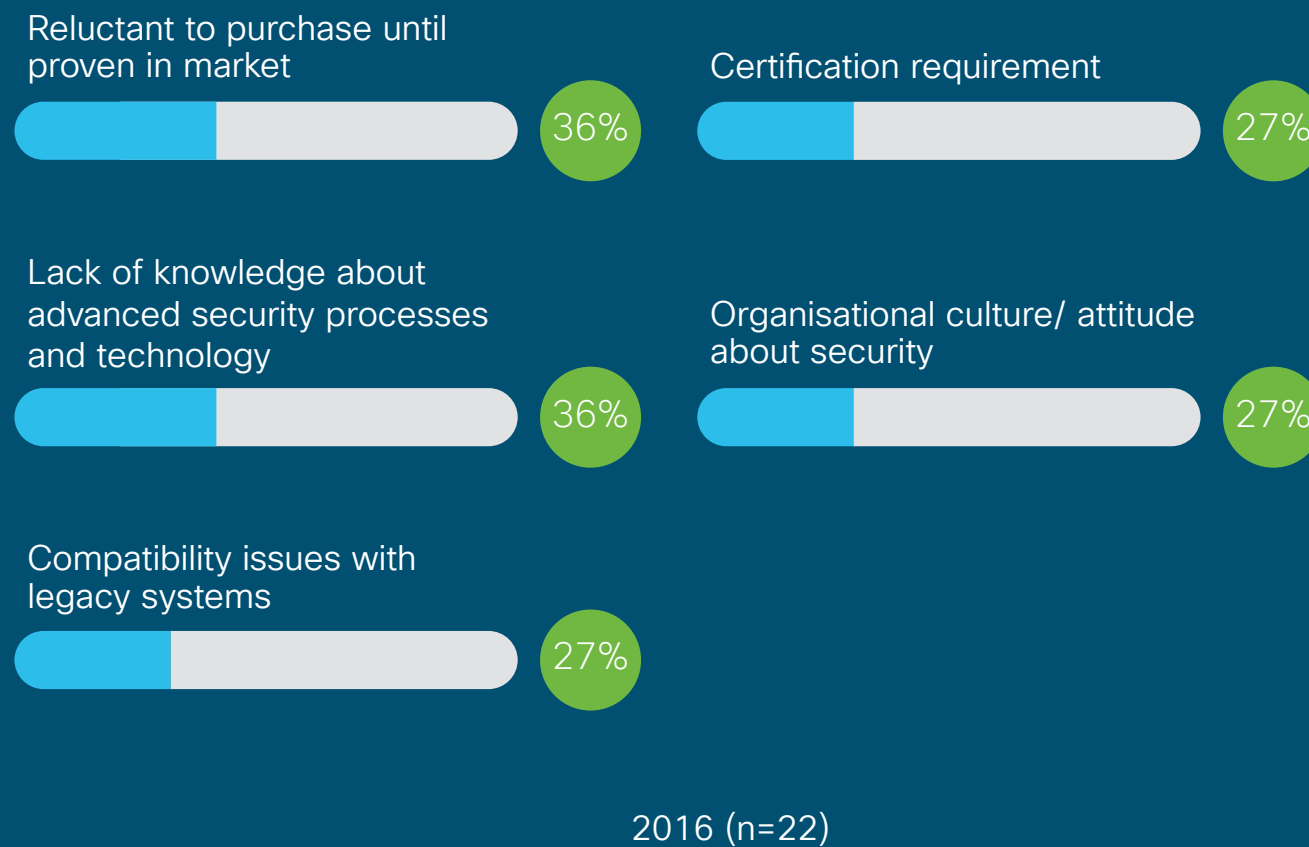 Reluctant to purchase until
proven in market
36%
Certification requirement
27%
Lack of knowledge about
advanced security processes
and technology
36%
Organisational culture/ attitude
about security
27%
Compatibility issues with
legacy systems
27%
2016 (n=22)